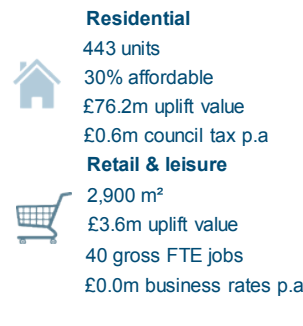 Residential
443 units
30% affordable
£76.2m uplift value
£0.6m council tax p.a
Retail & leisure
2,900 m²
£3.6m uplift value
40 gross FTE jobs
£0.0m business rates p.a